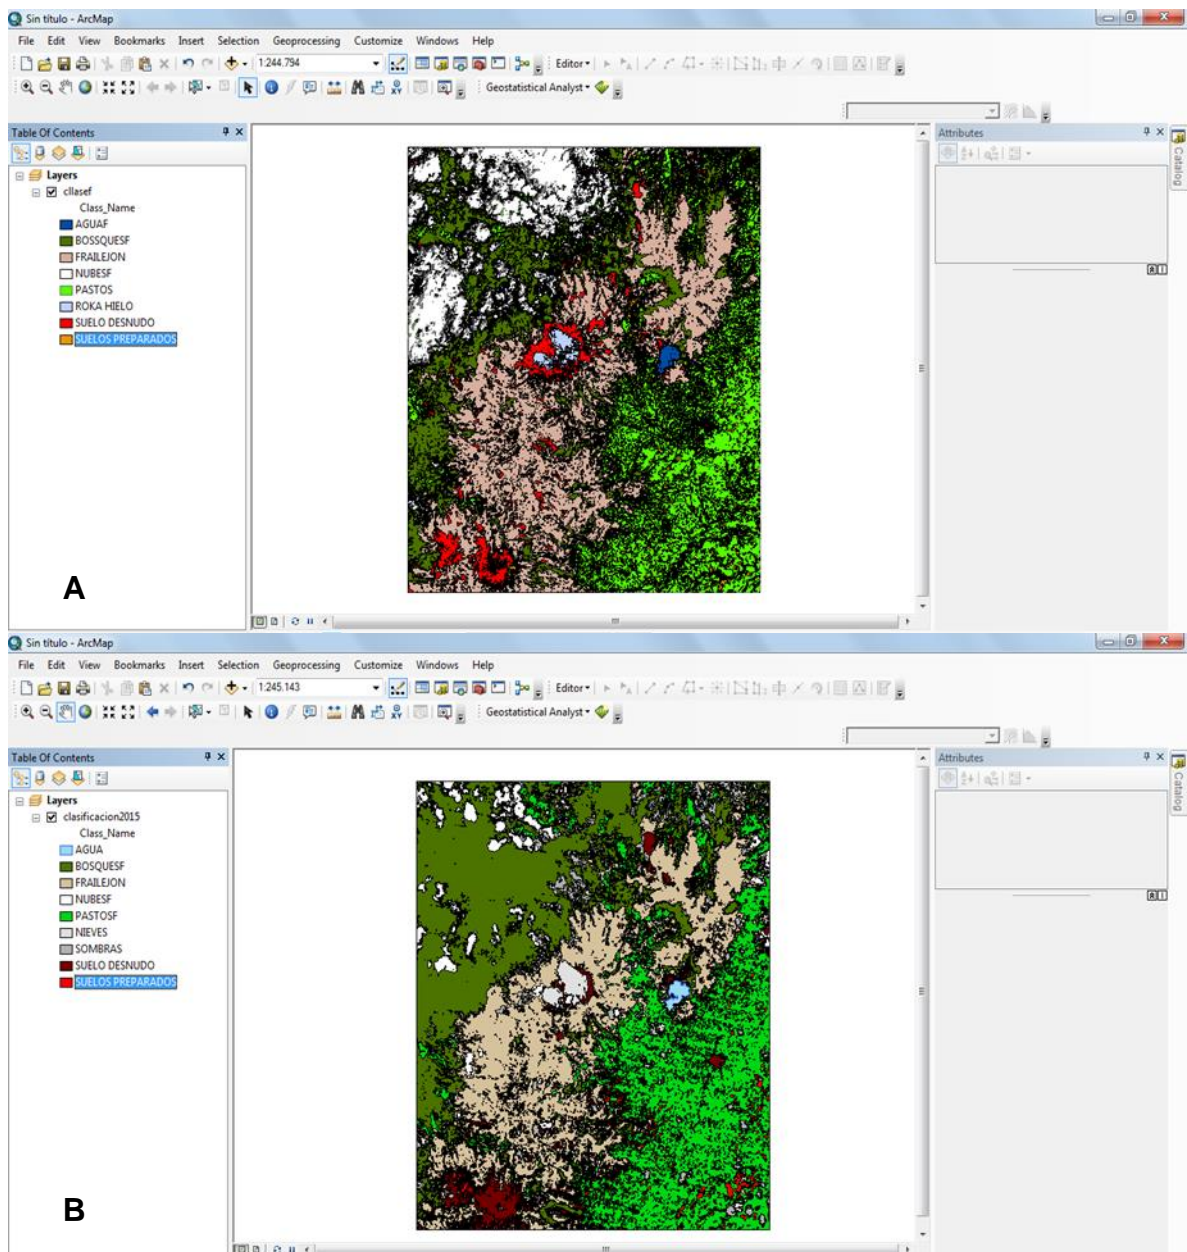 Sin título - ArcMap
File Edit View Bookmarks Insert Selection Geoprocessing Customize Windows Help
1:244.794 Editor
Geostatistical Analyst
Table Of Contents
Attributes
Catalog
Layers
cllasef
Class_Name
AGUAF
BOSSQUESF
FRAILEJON
NUBESF
PASTOS
ROKA HIELO
SUELO DESNUDO
SUELOS PREPARADOS
A
Sin título - ArcMap
File Edit View Bookmarks Insert Selection Geoprocessing Customize Windows Help
1:245.143 Editor
Geostatistical Analyst
Table Of Contents
Attributes
Catalog
Layers
clasificacion2015
Class_Name
AGUA
BOSQUESF
FRAILEJON
NUBESF
PASTOSF
NIEVES
SOMBRAS
SUELO DESNUDO
SUELOS PREPARADOS
B